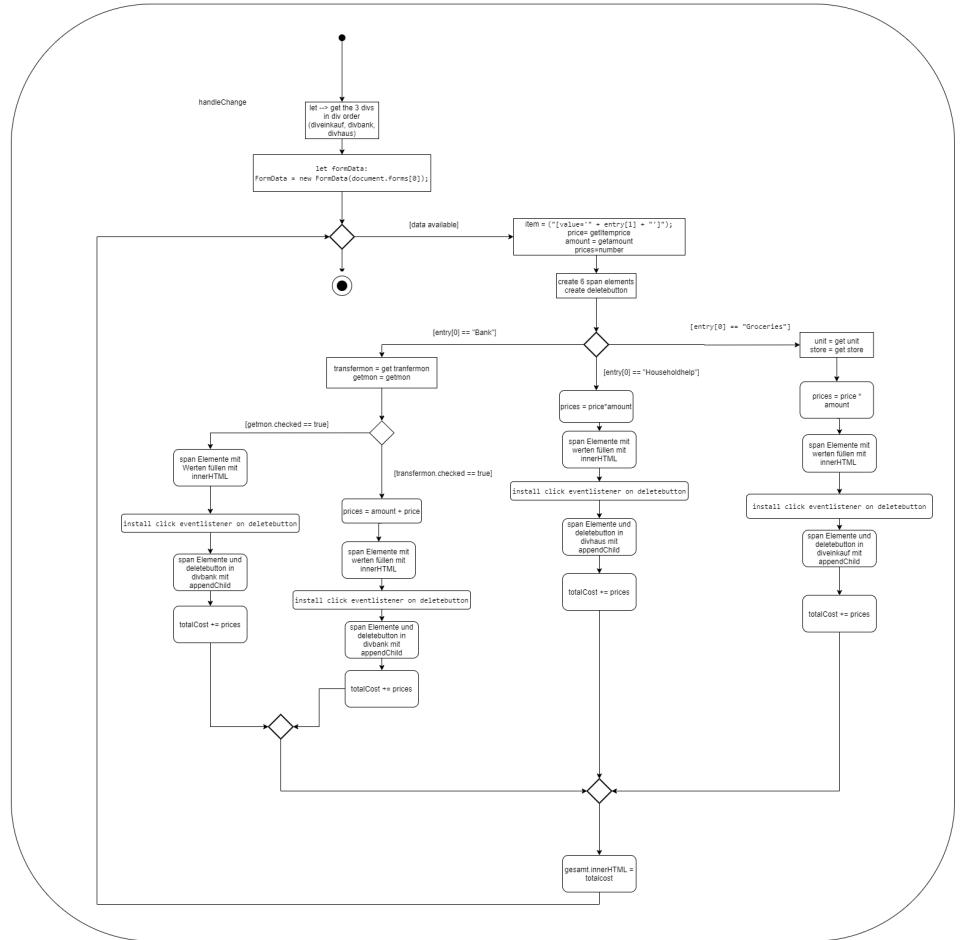 handleChange
let --> get the 3 divs
in div order
(diveinkauf, divbank,
divhaus)
let formData:
FormData = new FormData(document.forms[0]);
[data available]
item = ("[value='" + entry[1] + "']");
price= getItemprice
amount = getamount
prices=number
create 6 span elements
create deletebutton
[entry[0] == "Bank"]
[entry[0] == "Groceries"]
[entry[0] == "Householdhelp"]
transfermon = get tranfermon
getmon = getmon
unit = get unit
store = get store
[getmon.checked == true]
[transfermon.checked == true]
span Elemente mit
Werten füllen mit
innerHTML
install click eventlistener on deletebutton
span Elemente und
deletebutton in
divbank mit
appendChild
totalCost += prices
prices = amount + price
span Elemente mit
werten füllen mit
innerHTML
install click eventlistener on deletebutton
span Elemente und
deletebutton in
divbank mit
appendChild
totalCost += prices
prices = price*amount
span Elemente mit
werten füllen mit
innerHTML
install click eventlistener on deletebutton
span Elemente und
deletebutton in
divhaus mit
appendChild
totalCost += prices
prices = price *
amount
span Elemente mit
werten füllen mit
innerHTML
install click eventlistener on deletebutton
span Elemente und
deletebutton in
diveinkauf mit
appendChild
totalCost += prices
gesamt.innerHTML =
totalcost